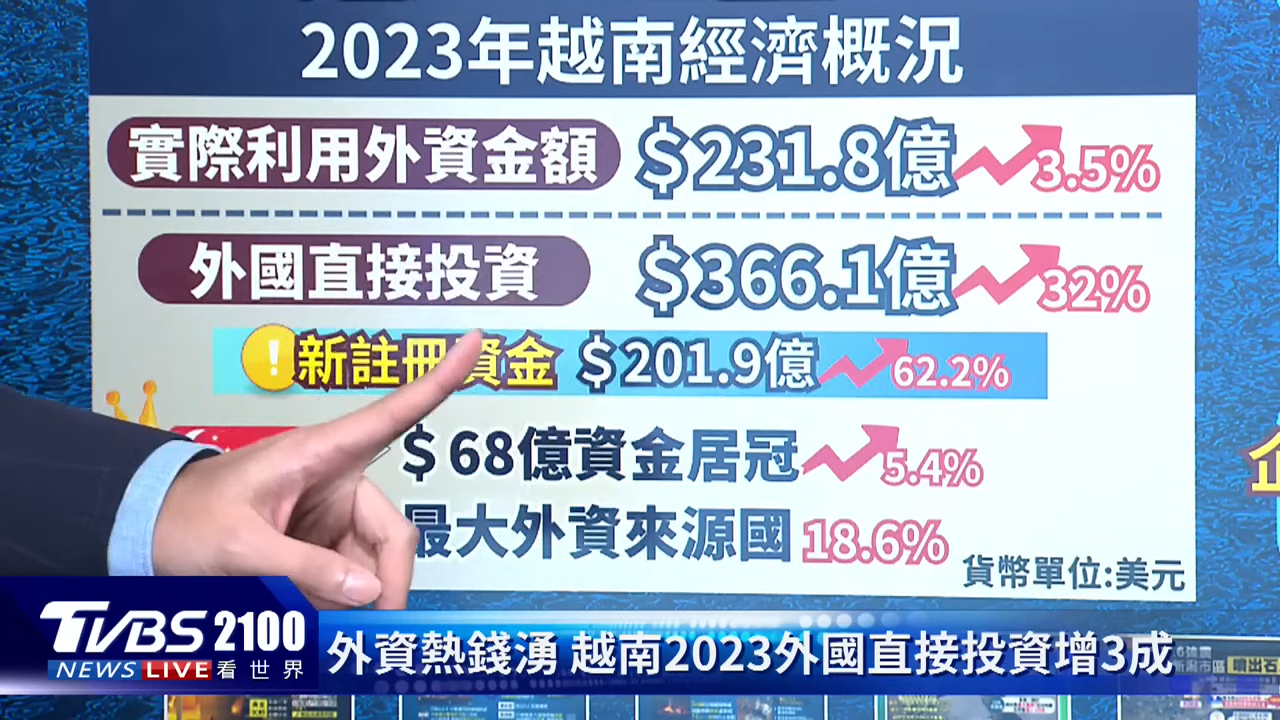 2023年越南經濟概況
實際利用外資金額 $231.8億 3.5%
外國直接投資 $366.1億 32%
! 新註冊資金 $201.9億 62.2%
$68億資金居冠 5.4%
最大外資來源國 18.6%
貨幣單位:美元
企
TVBS 2100
NEWS LIVE 看世界
外資熱錢湧 越南2023外國直接投資增3成